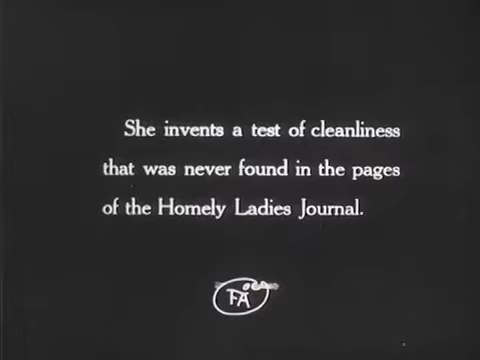 She invents a test of cleanliness
that was never found in the pages
of the Homely Ladies Journal.
FA